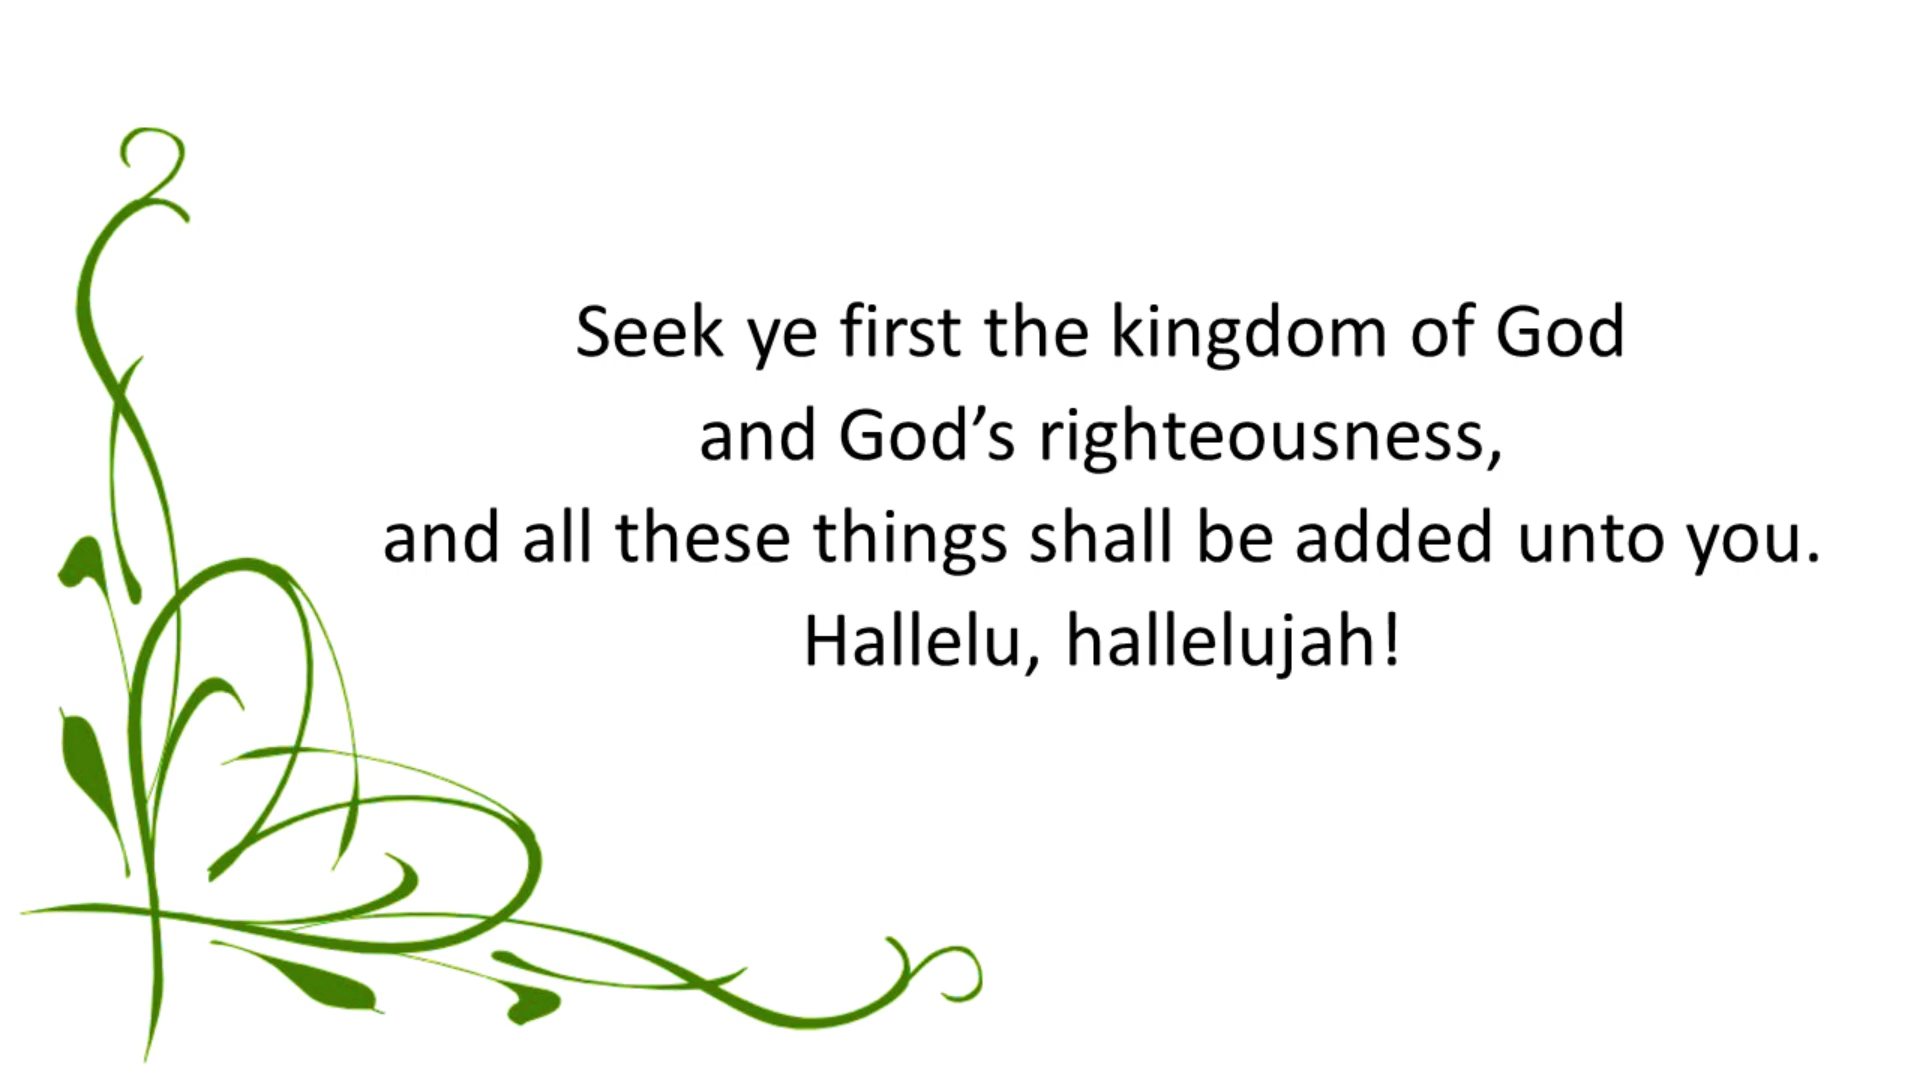 Seek ye first the kingdom of God
and God’s righteousness,
and all these things shall be added unto you.
Hallelu, hallelujah!